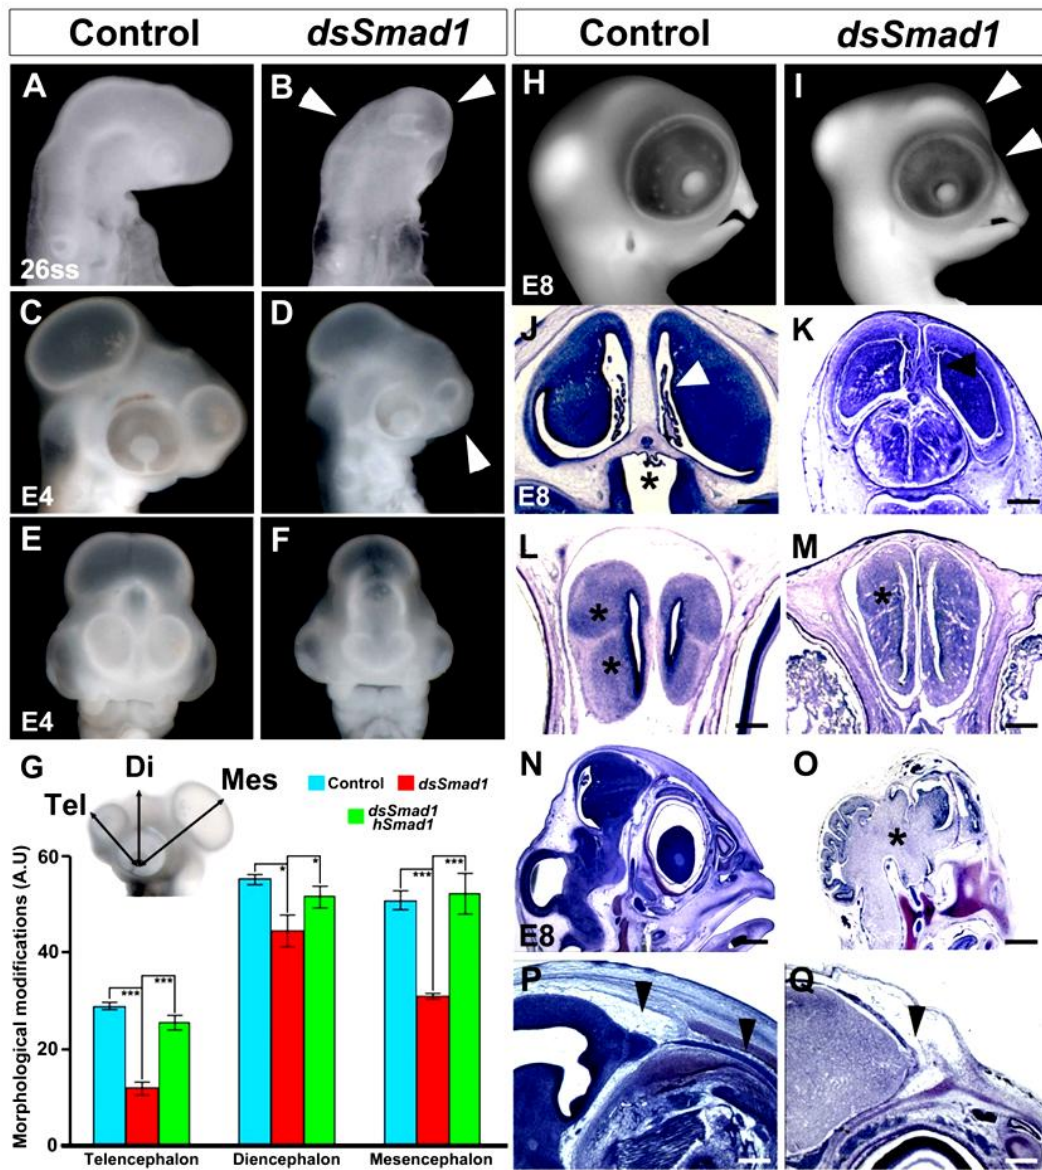 Control dsSmad1 Control dsSmad1
A B H I
26ss
E8
C D
E4
J K
E8
E F
E4
L M
G Di
Tel Mes
Control dsSmad1
dsSmad1
hSmad1
N O
E8
P Q
Morphological modifications (A.U)
60
40
20
0
*** *** * * *** ***
Telencephalon Diencephalon Mesencephalon
* * * * *